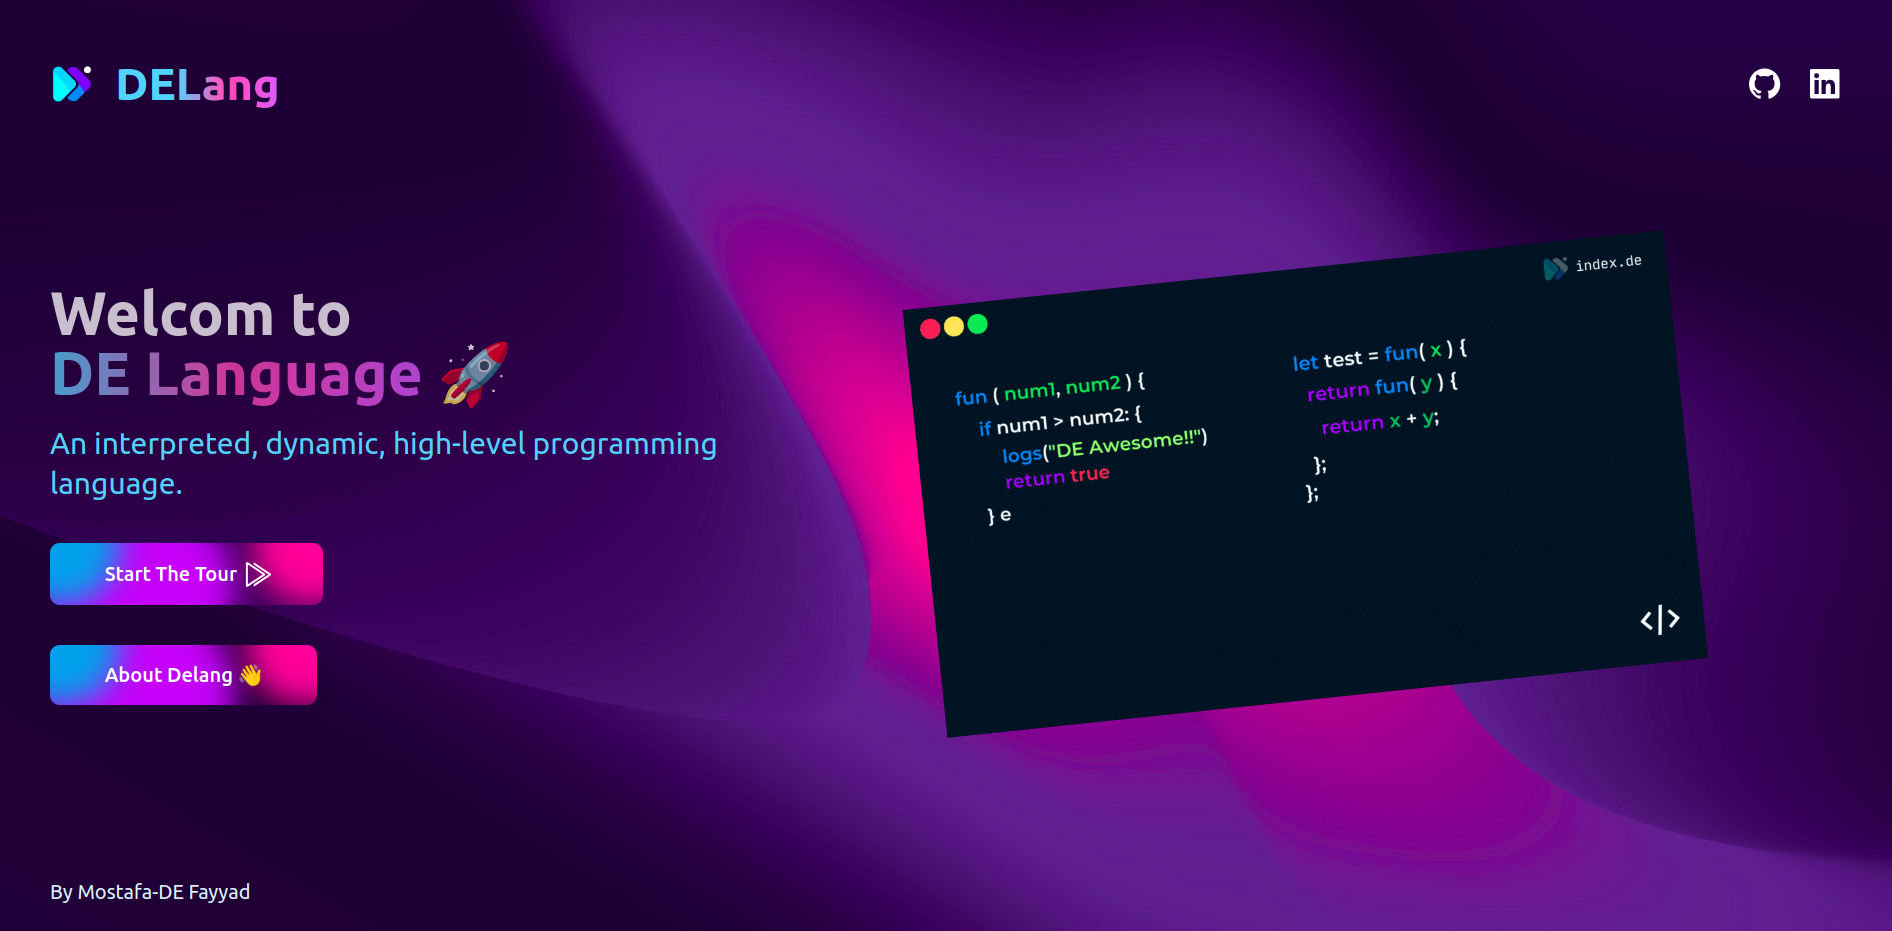 DELang
Welcom to
DE Language 🚀
An interpreted, dynamic, high-level programming
language.
Start The Tour
About Delang 👋
By Mostafa-DE Fayyad
index.de
fun ( num1, num2 ) {
if num1 > num2: {
logs("DE Awesome!!")
return true
} e
let test = fun( x ) {
return fun( y ) {
return x + y;
};
};